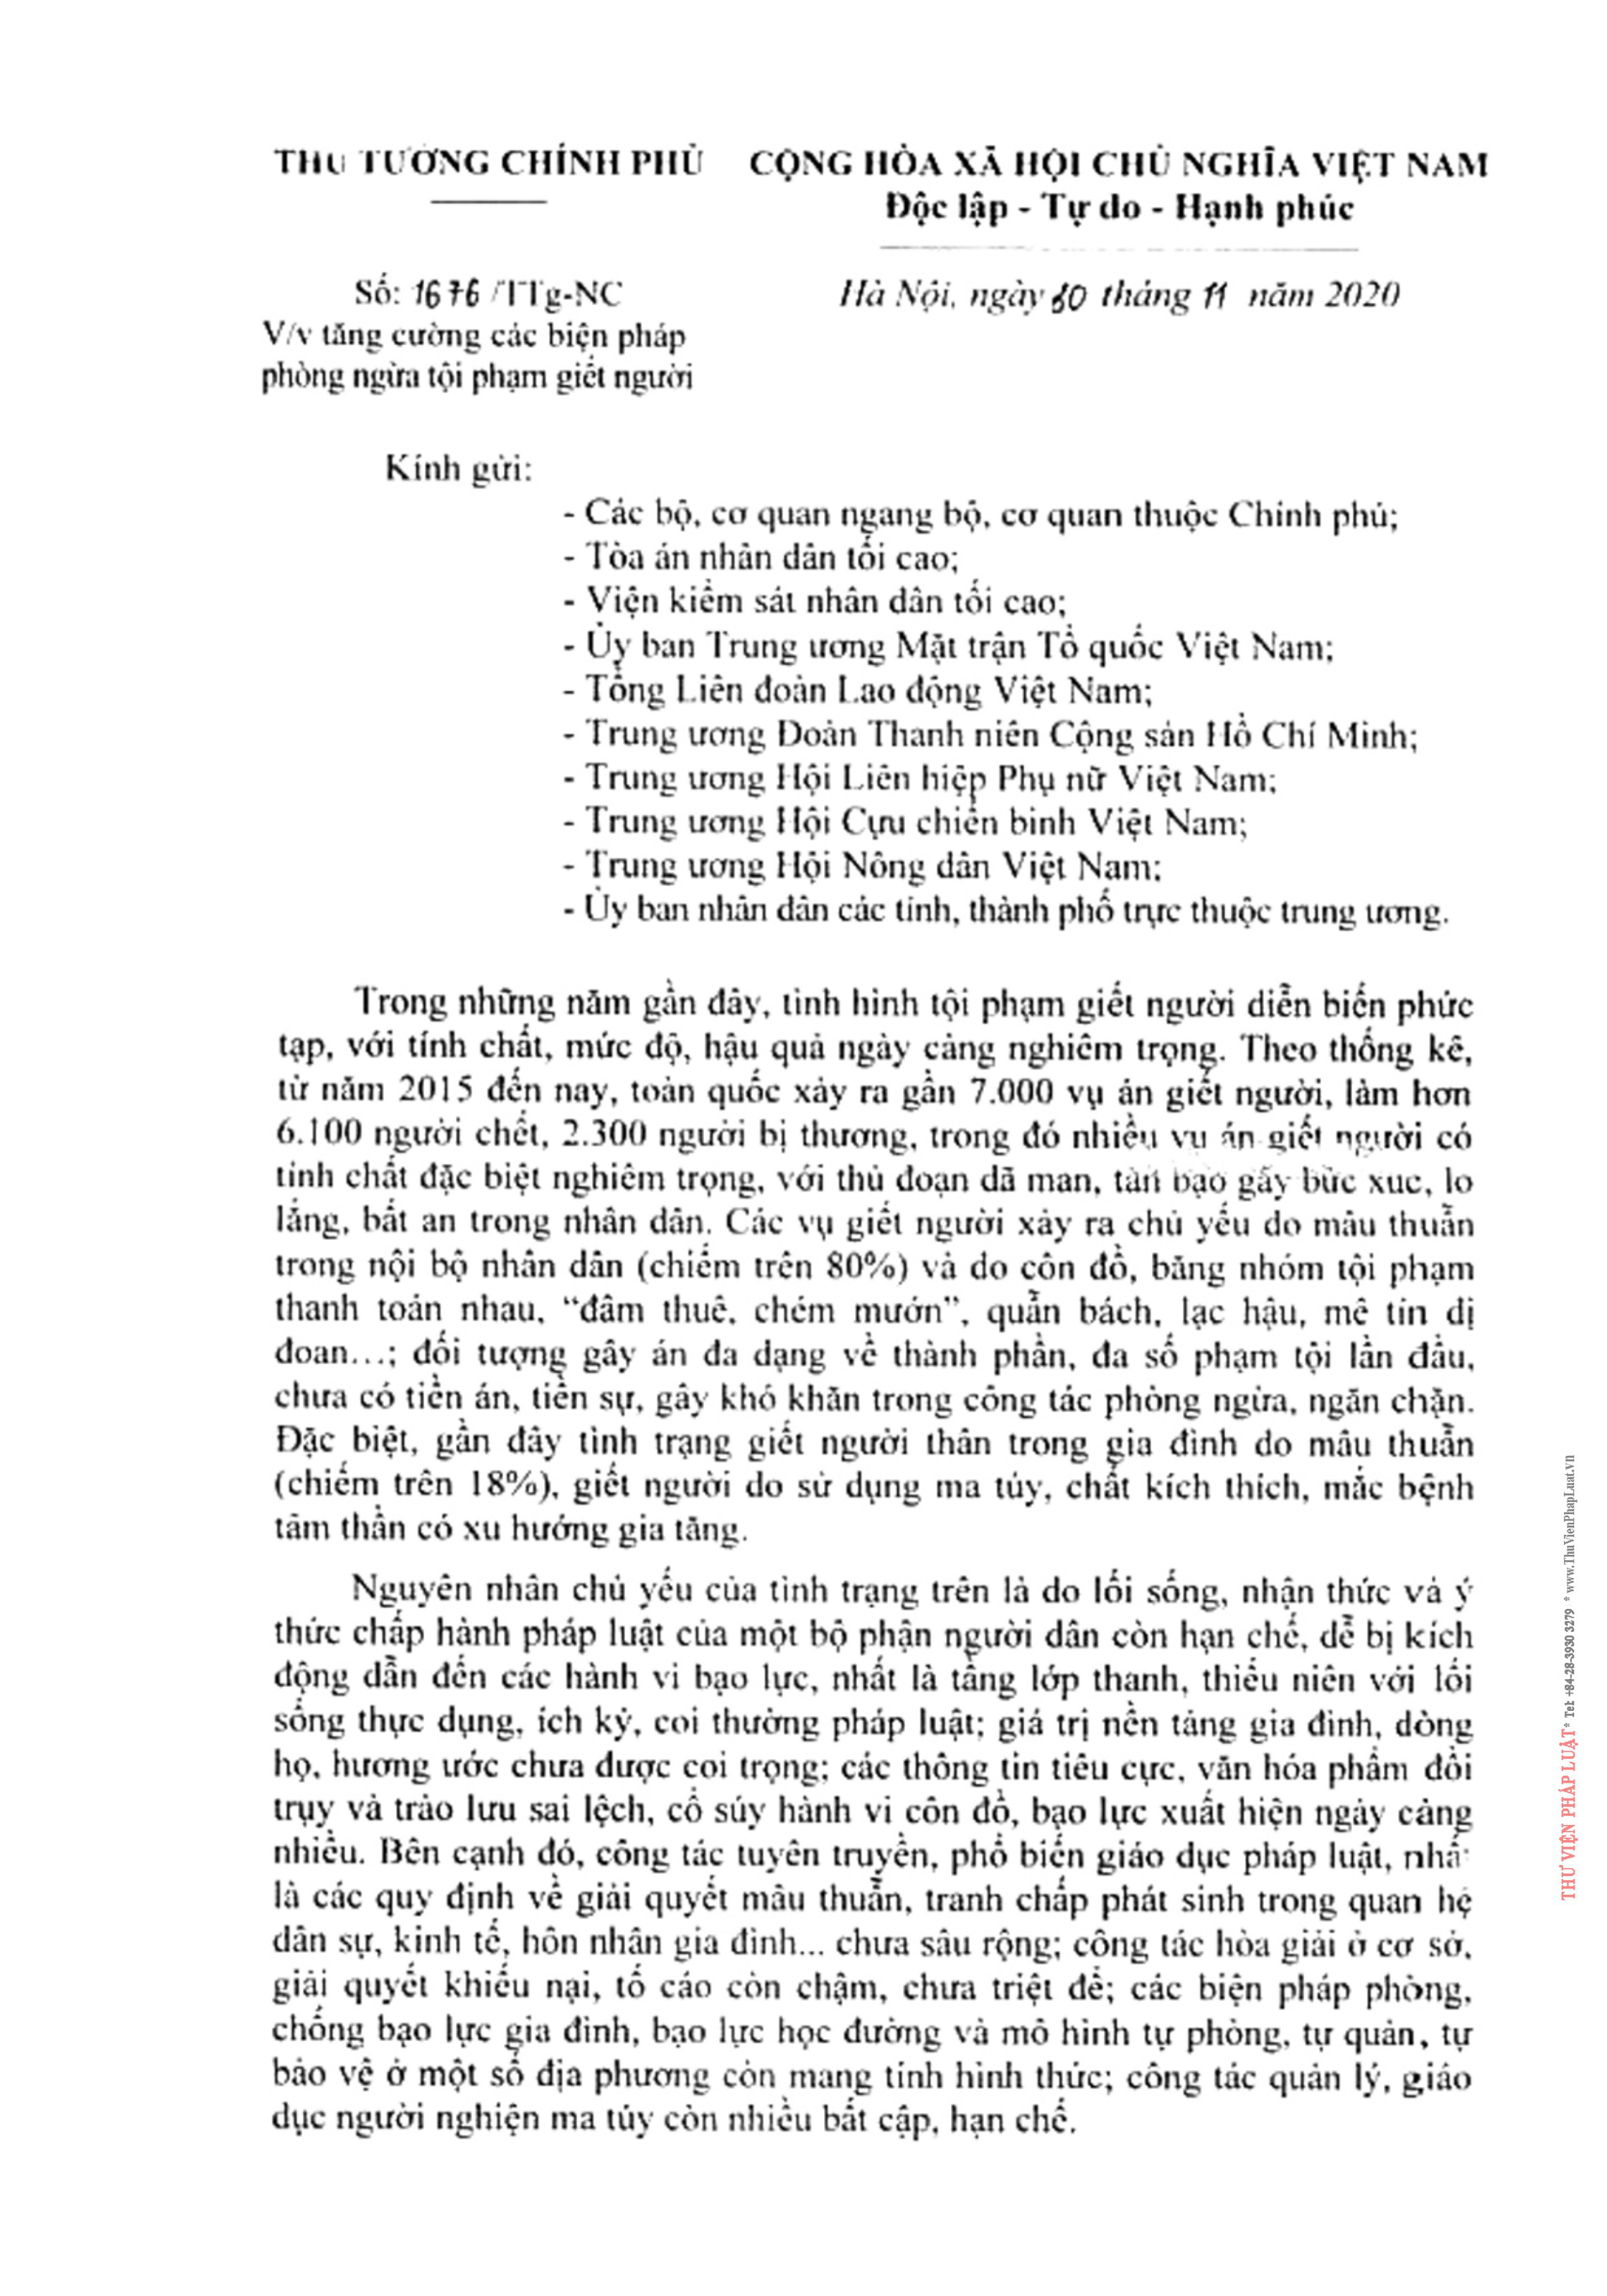 THỦ TƯỚNG CHÍNH PHỦ
CỘNG HÒA XÃ HỘI CHỦ NGHĨA VIỆT NAM
Độc lập - Tự do - Hạnh phúc
Số: 1676/TTg-NC
Hà Nội, ngày 30 tháng 11 năm 2020
V/v tăng cường các biện pháp
phòng ngừa tội phạm giết người
Kính gửi:
- Các bộ, cơ quan ngang bộ, cơ quan thuộc Chính phủ;
- Tòa án nhân dân tối cao;
- Viện kiểm sát nhân dân tối cao;
- Ủy ban Trung ương Mặt trận Tổ quốc Việt Nam;
- Tổng Liên đoàn Lao động Việt Nam;
- Trung ương Đoàn Thanh niên Cộng sản Hồ Chí Minh;
- Trung ương Hội Liên hiệp Phụ nữ Việt Nam;
- Trung ương Hội Cựu chiến binh Việt Nam;
- Trung ương Hội Nông dân Việt Nam;
- Ủy ban nhân dân các tỉnh, thành phố trực thuộc trung ương.
Trong những năm gần đây, tình hình tội phạm giết người diễn biến phức
tạp, với tính chất, mức độ, hậu quả ngày càng nghiêm trọng. Theo thống kê,
từ năm 2015 đến nay, toàn quốc xảy ra gần 7.000 vụ án giết người, làm hơn
6.100 người chết, 2.300 người bị thương, trong đó nhiều vụ án giết người có
tính chất đặc biệt nghiêm trọng, với thủ đoạn dã man, tàn bạo gây bức xúc, lo
lắng, bất an trong nhân dân. Các vụ giết người xảy ra chủ yếu do mâu thuẫn
trong nội bộ nhân dân (chiếm trên 80%) và do côn đồ, băng nhóm tội phạm
thanh toán nhau, “đâm thuê, chém mướn”, quẫn bách, lạc hậu, mê tín dị
đoan...; đối tượng gây án đa dạng về thành phần, đa số phạm tội lần đầu,
chưa có tiền án, tiền sự, gây khó khăn trong công tác phòng ngừa, ngăn chặn.
Đặc biệt, gần đây tình trạng giết người thân trong gia đình do mâu thuẫn
(chiếm trên 18%), giết người do sử dụng ma túy, chất kích thích, mắc bệnh
tâm thần có xu hướng gia tăng.
Nguyên nhân chủ yếu của tình trạng trên là do lối sống, nhận thức và ý
thức chấp hành pháp luật của một bộ phận người dân còn hạn chế, dễ bị kích
động dẫn đến các hành vi bạo lực, nhất là tầng lớp thanh, thiếu niên với lối
sống thực dụng, ích kỷ, coi thường pháp luật; giá trị nền tảng gia đình, dòng
họ, hương ước chưa được coi trọng; các thông tin tiêu cực, văn hóa phẩm đồi
trụy và trào lưu sai lệch, cổ súy hành vi côn đồ, bạo lực xuất hiện ngày càng
nhiều. Bên cạnh đó, công tác tuyên truyền, phổ biến giáo dục pháp luật, nhất
là các quy định về giải quyết mâu thuẫn, tranh chấp phát sinh trong quan hệ
dân sự, kinh tế, hôn nhân gia đình... chưa sâu rộng; công tác hòa giải ở cơ sở,
giải quyết khiếu nại, tố cáo còn chậm, chưa triệt để; các biện pháp phòng,
chống bạo lực gia đình, bạo lực học đường và mô hình tự phòng, tự quản, tự
bảo vệ ở một số địa phương còn mang tính hình thức; công tác quản lý, giáo
dục người nghiện ma túy còn nhiều bất cập, hạn chế.
THƯ VIỆN PHÁP LUẬT * Tel: +84-28-3930 3279 * www.ThuVienPhapLuat.vn